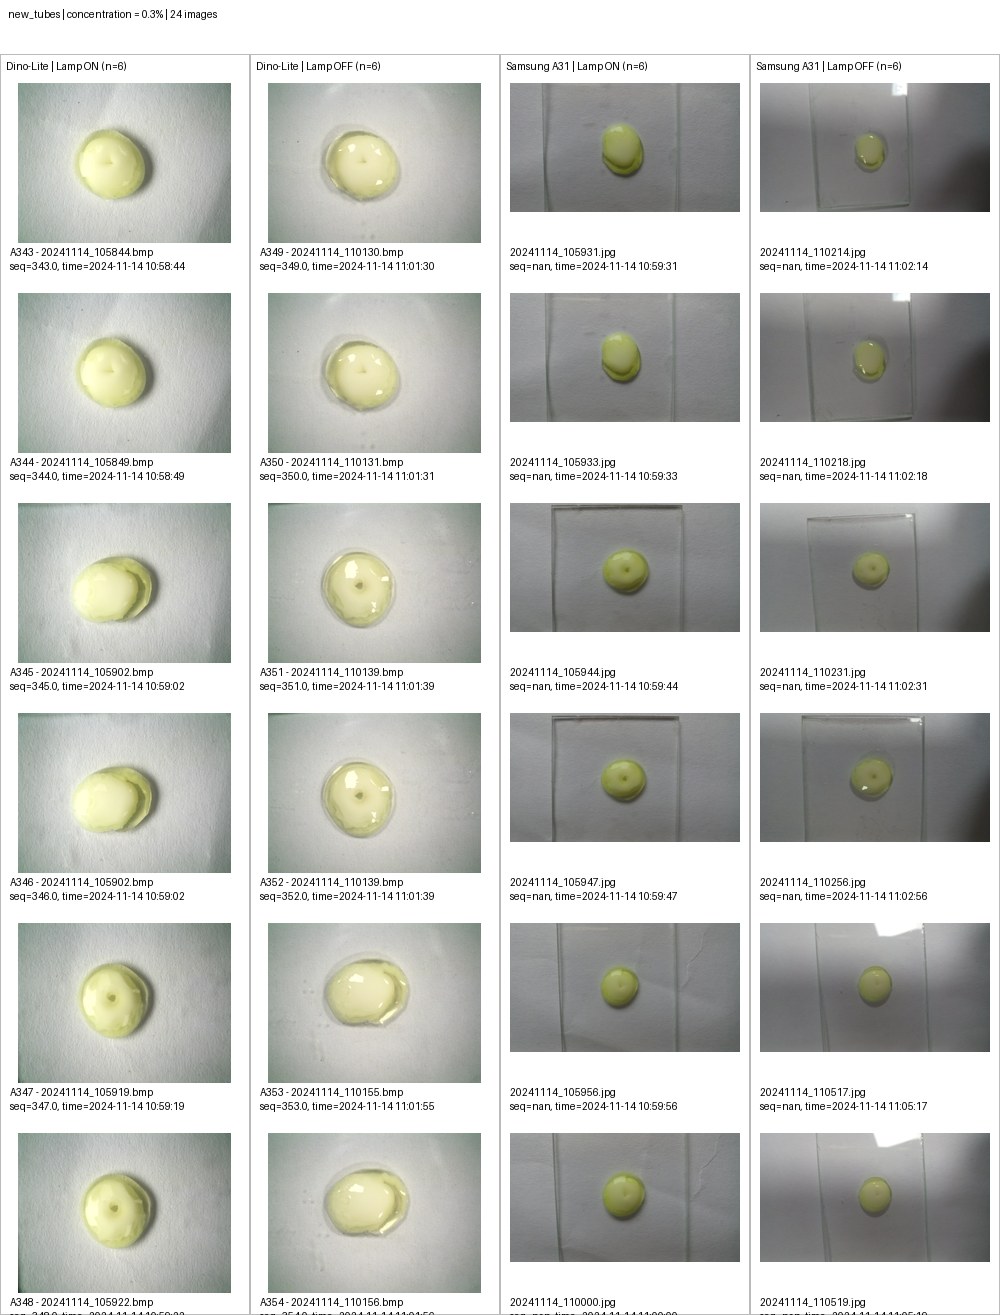 new_tubes | concentration = 0.3% | 24 images
Dino-Lite | Lamp ON (n=6)
Dino-Lite | Lamp OFF (n=6)
Samsung A31 | Lamp ON (n=6)
Samsung A31 | Lamp OFF (n=6)
A343 - 20241114_105844.bmp
seq=343.0, time=2024-11-14 10:58:44
A349 - 20241114_110130.bmp
seq=349.0, time=2024-11-14 11:01:30
20241114_105931.jpg
seq=nan, time=2024-11-14 10:59:31
20241114_110214.jpg
seq=nan, time=2024-11-14 11:02:14
A344 - 20241114_105849.bmp
seq=344.0, time=2024-11-14 10:58:49
A350 - 20241114_110131.bmp
seq=350.0, time=2024-11-14 11:01:31
20241114_105933.jpg
seq=nan, time=2024-11-14 10:59:33
20241114_110218.jpg
seq=nan, time=2024-11-14 11:02:18
A345 - 20241114_105902.bmp
seq=345.0, time=2024-11-14 10:59:02
A351 - 20241114_110139.bmp
seq=351.0, time=2024-11-14 11:01:39
20241114_105944.jpg
seq=nan, time=2024-11-14 10:59:44
20241114_110231.jpg
seq=nan, time=2024-11-14 11:02:31
A346 - 20241114_105902.bmp
seq=346.0, time=2024-11-14 10:59:02
A352 - 20241114_110139.bmp
seq=352.0, time=2024-11-14 11:01:39
20241114_105947.jpg
seq=nan, time=2024-11-14 10:59:47
20241114_110256.jpg
seq=nan, time=2024-11-14 11:02:56
A347 - 20241114_105919.bmp
seq=347.0, time=2024-11-14 10:59:19
A353 - 20241114_110155.bmp
seq=353.0, time=2024-11-14 11:01:55
20241114_105956.jpg
seq=nan, time=2024-11-14 10:59:56
20241114_110517.jpg
seq=nan, time=2024-11-14 11:05:17
A348 - 20241114_105922.bmp
A354 - 20241114_110156.bmp
20241114_110000.jpg
20241114_110519.jpg